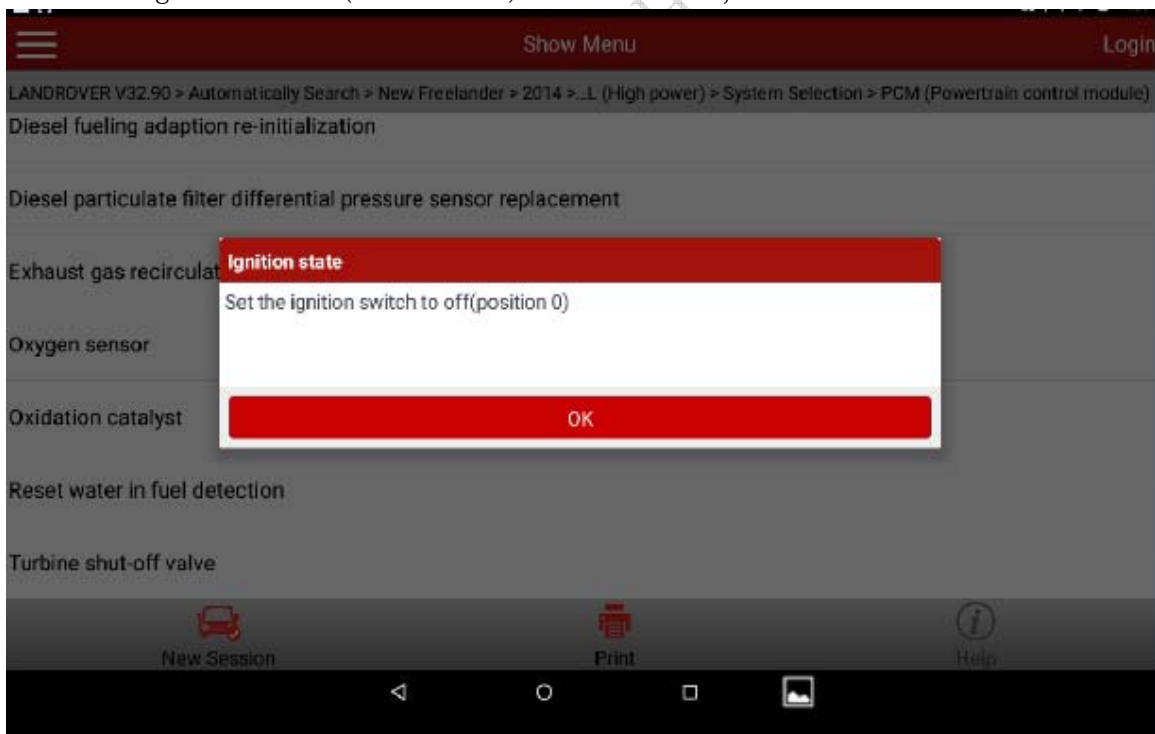 Show Menu
Login
LANDROVER V32.90 > Automatically Search > New Freelander > 2014 >...L (High power) > System Selection > PCM (Powertrain control module)
Diesel fueling adaption re-initialization
Diesel particulate filter differential pressure sensor replacement
Exhaust gas recirculat
Ignition state
Set the ignition switch to off(position 0)
Oxygen sensor
Oxidation catalyst
OK
Reset water in fuel detection
Turbine shut-off valve
New Session
Print
Help